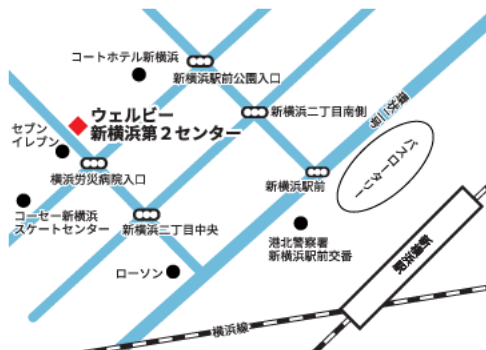 コートホテル新横浜
新横浜駅前公園入口
ウェルビー
新横浜第２センター
新横浜二丁目南側
環状二号
セブン
イレブン
バスロータリー
横浜労災病院入口
新横浜駅前
コーセー新横浜
スケートセンター
新横浜二丁目中央
港北警察署
新横浜駅前交番
新横浜駅
ローソン
横浜線